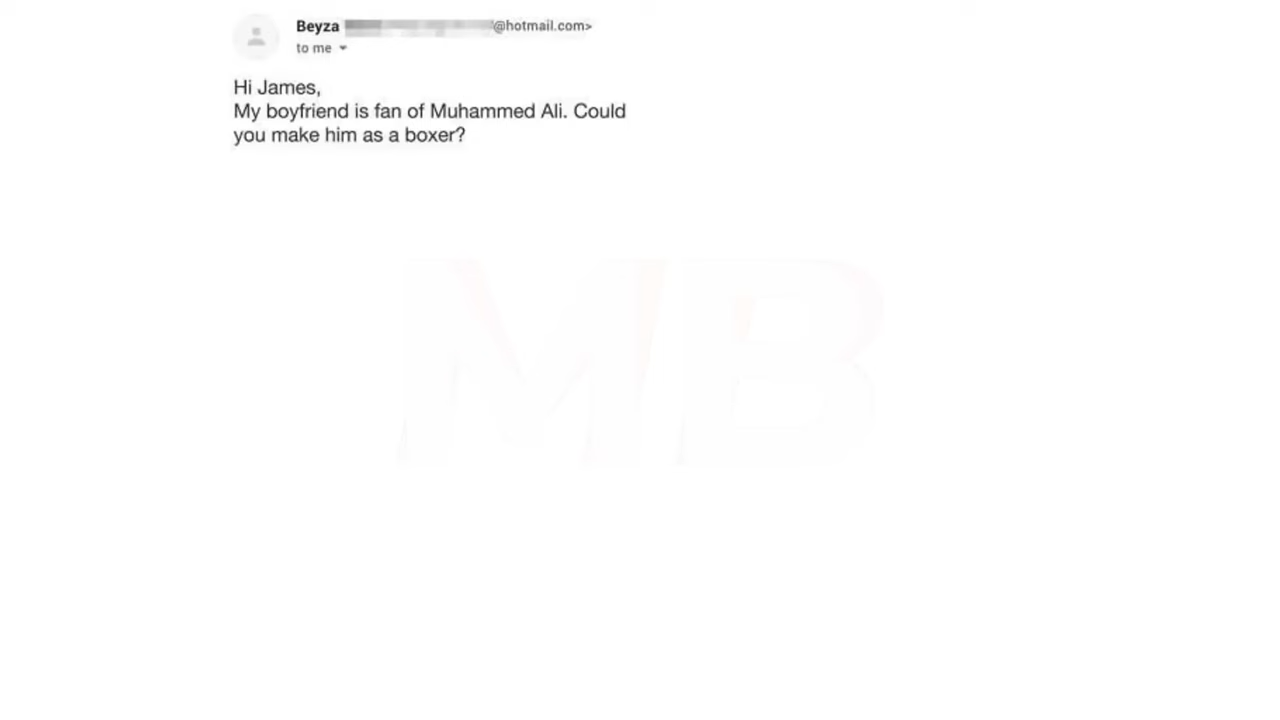 Beyza @hotmail.com>
to me
Hi James,
My boyfriend is fan of Muhammed Ali. Could
you make him as a boxer?
MB